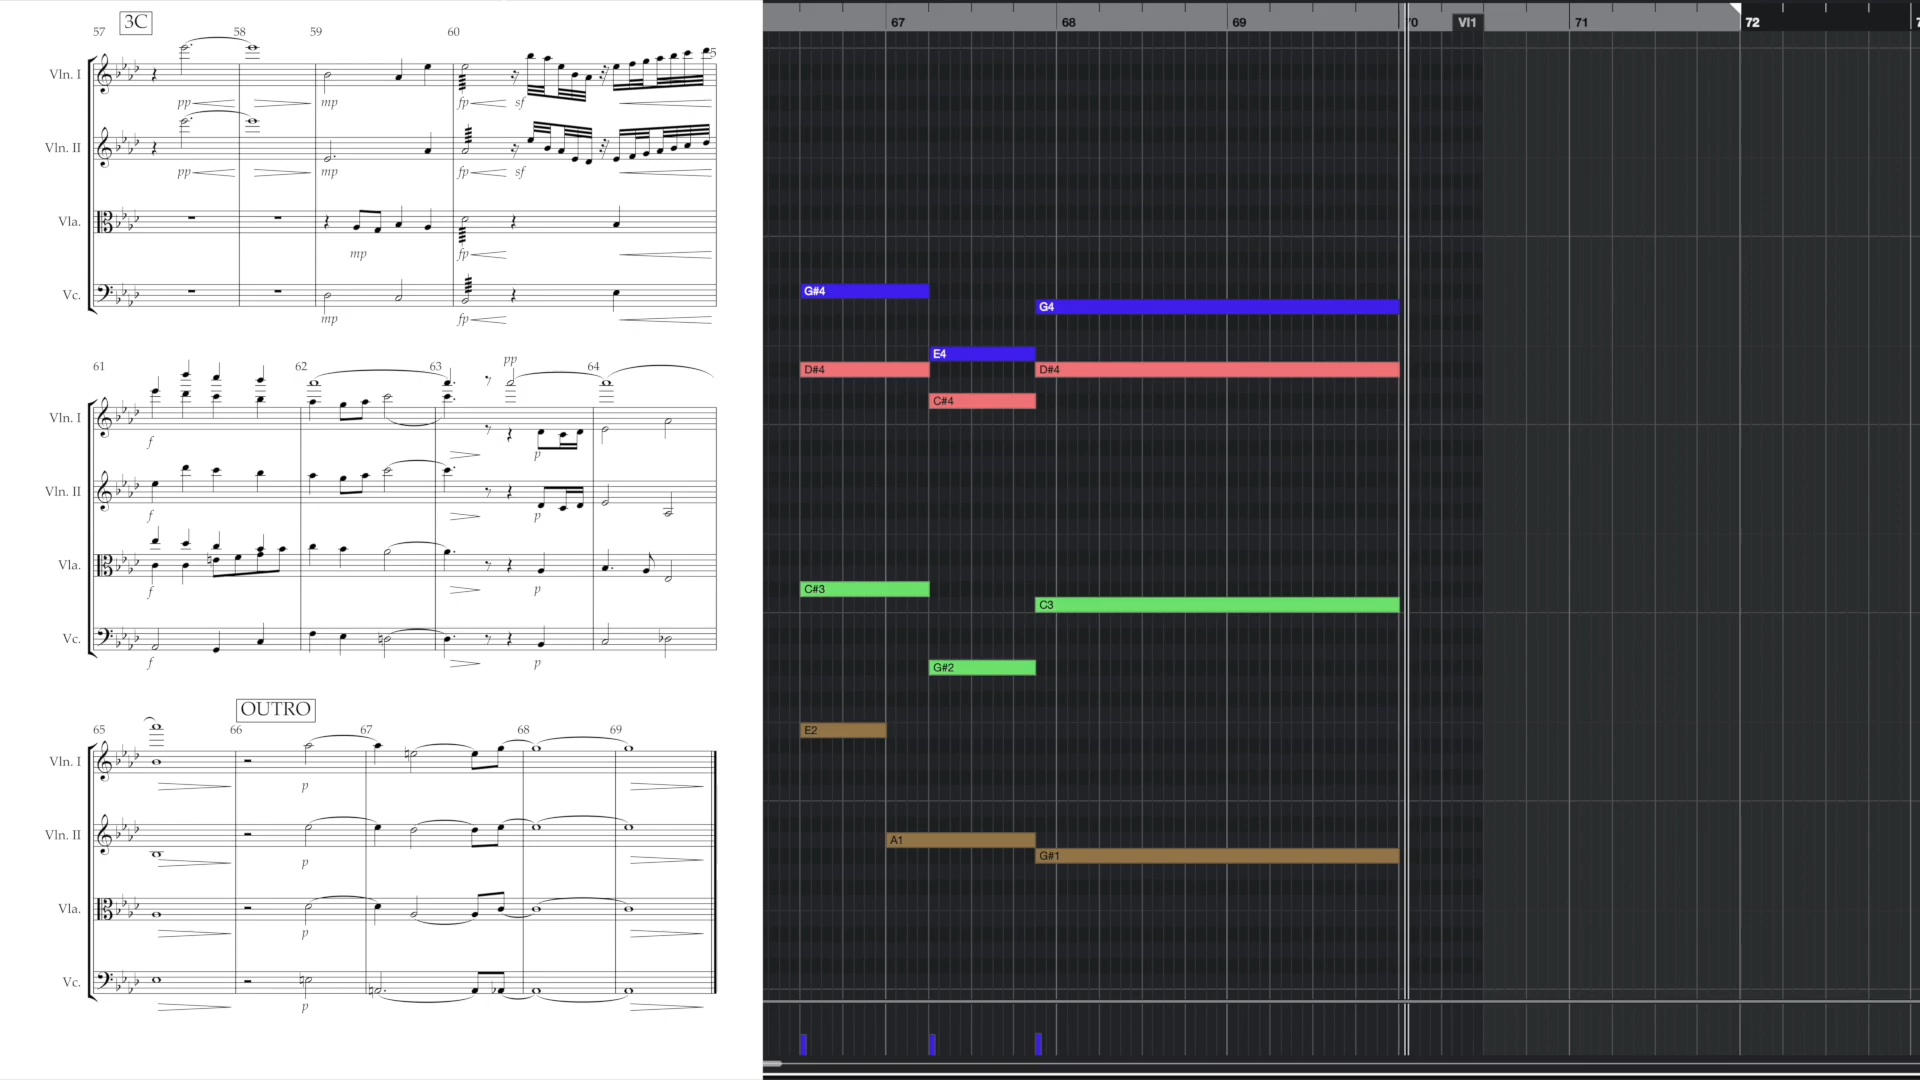 57 3C 58 59 60
Vln. I
pp mp fp sf
Vln. II
pp mp fp sf
Vla.
mp fp
Vc.
mp fp
61 62 63 pp 64
Vln. I
f p
Vln. II
f p
Vla.
f p
Vc.
f p
OUTRO
65 66 67 68 69
Vln. I
p
Vln. II
p
Vla.
p
Vc.
p
67 68 69 70 VI1 71 72
G#4
G4
E4
D#4 D#4
C#4
C#3
C3
G#2
E2
A1
G#1